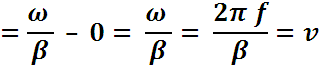 = ω/β − 0 = ω/β = 2π f/β = v